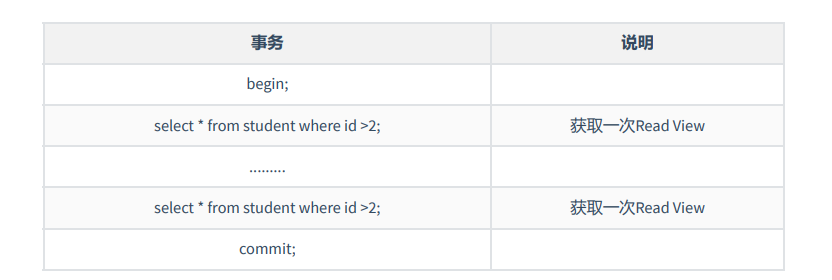 事务 说明
begin;
select * from student where id >2; 获取一次Read View
.........
select * from student where id >2; 获取一次Read View
commit;